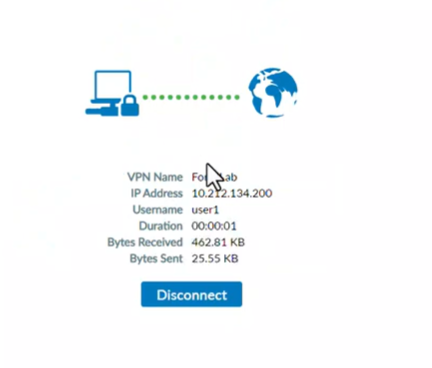 VPN Name
IP Address 10.212.134.200
Username user1
Duration 00:00:01
Bytes Received 462.81 KB
Bytes Sent 25.55 KB
Disconnect